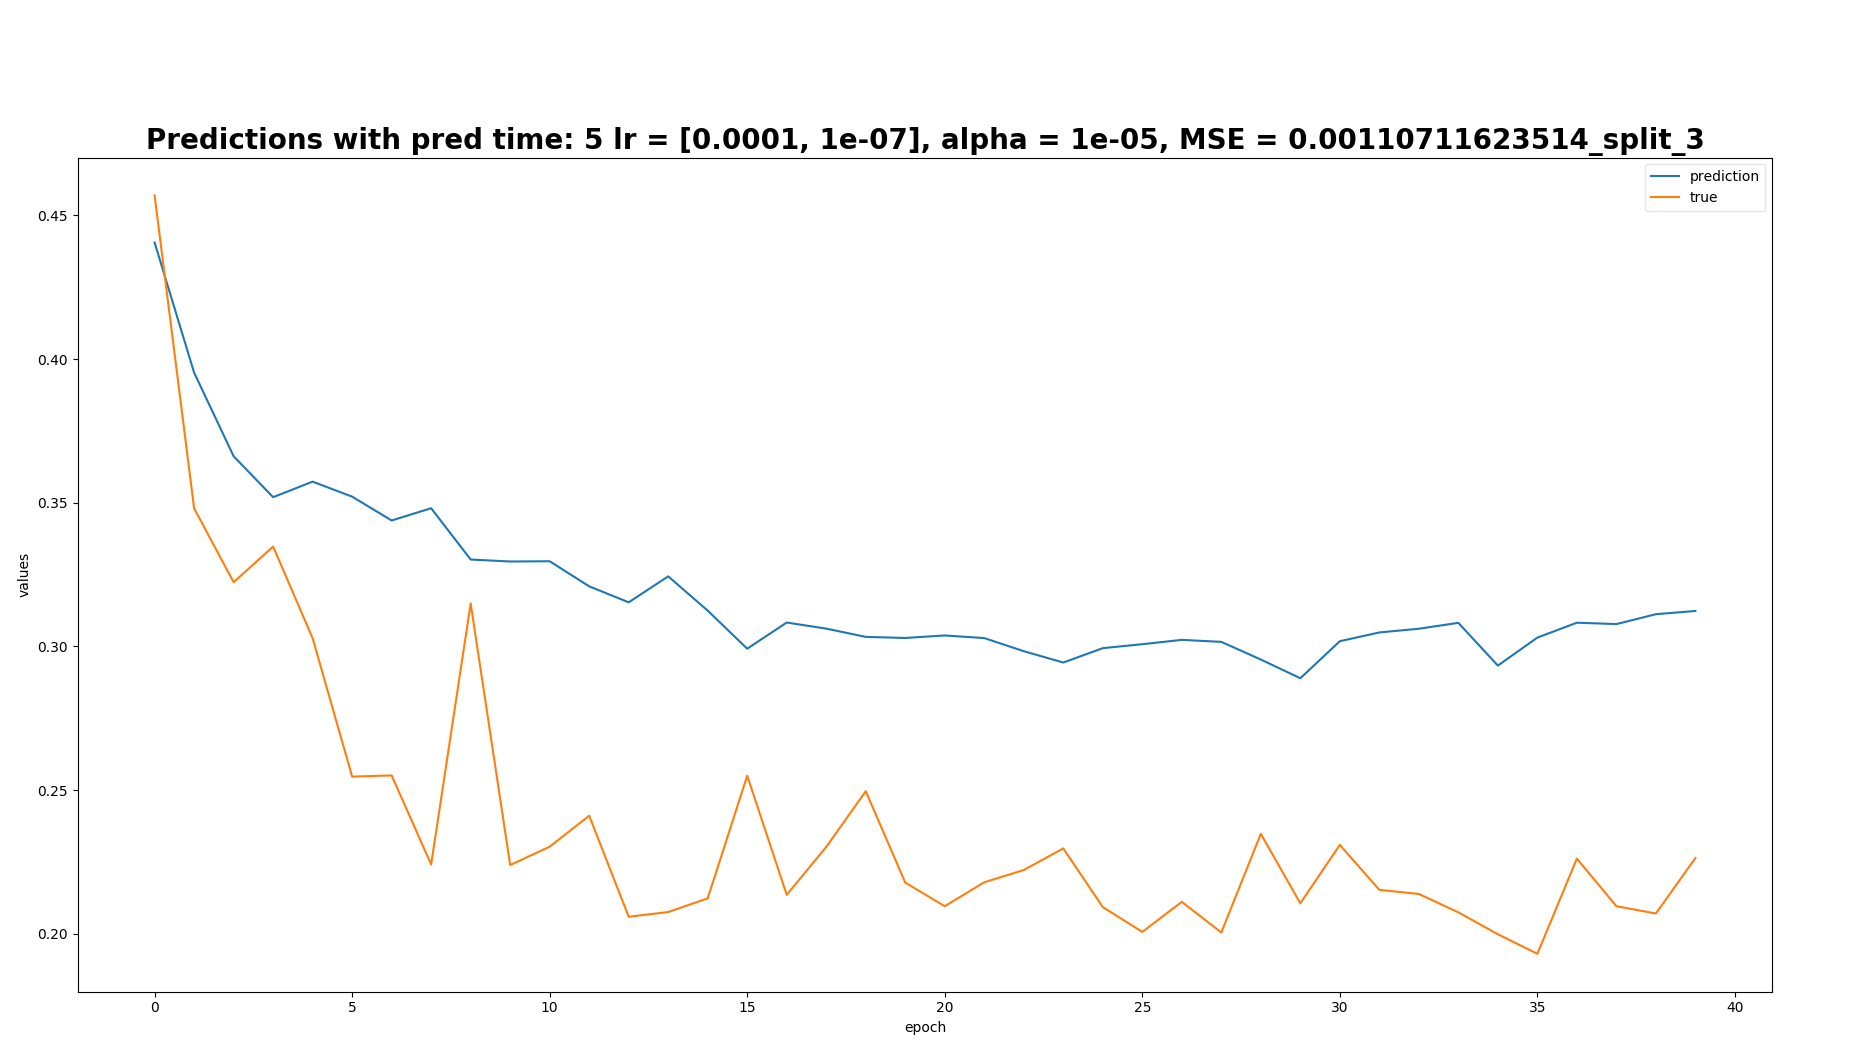 Predictions with pred time: 5 lr = [0.0001, 1e-07], alpha = 1e-05, MSE = 0.00110711623514_split_3
prediction
true
0.45
0.40
0.35
0.30
0.25
0.20
values
0 5 10 15 20 25 30 35 40
epoch